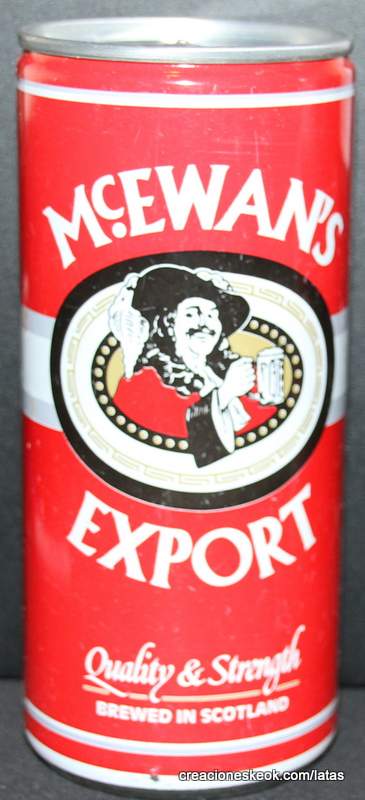 McEWAN'S
EXPORT
Quality & Strength
BREWED IN SCOTLAND
creacioneskeok.com/latas